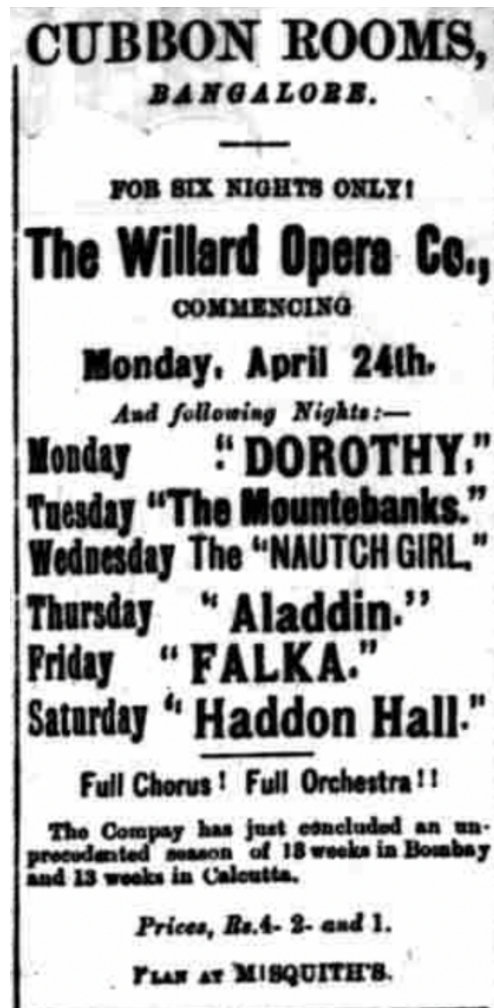 CUBBON ROOMS,
BANGALORE.
FOR SIX NIGHTS ONLY!
The Willard Opera Co.,
COMMENCING
Monday, April 24th.
And following Nights:—
Monday "DOROTHY,"
Tuesday "The Mountebanks."
Wednesday The "NAUTCH GIRL."
Thursday "Aladdin."
Friday "FALKA."
Saturday "Haddon Hall."
Full Chorus! Full Orchestra!!
The Compay has just concluded an un-
precedented season of 18 weeks in Bombay
and 13 weeks in Calcutta.
Prices, Rs.4- 2- and 1.
PLAN AT MISQUITH'S.